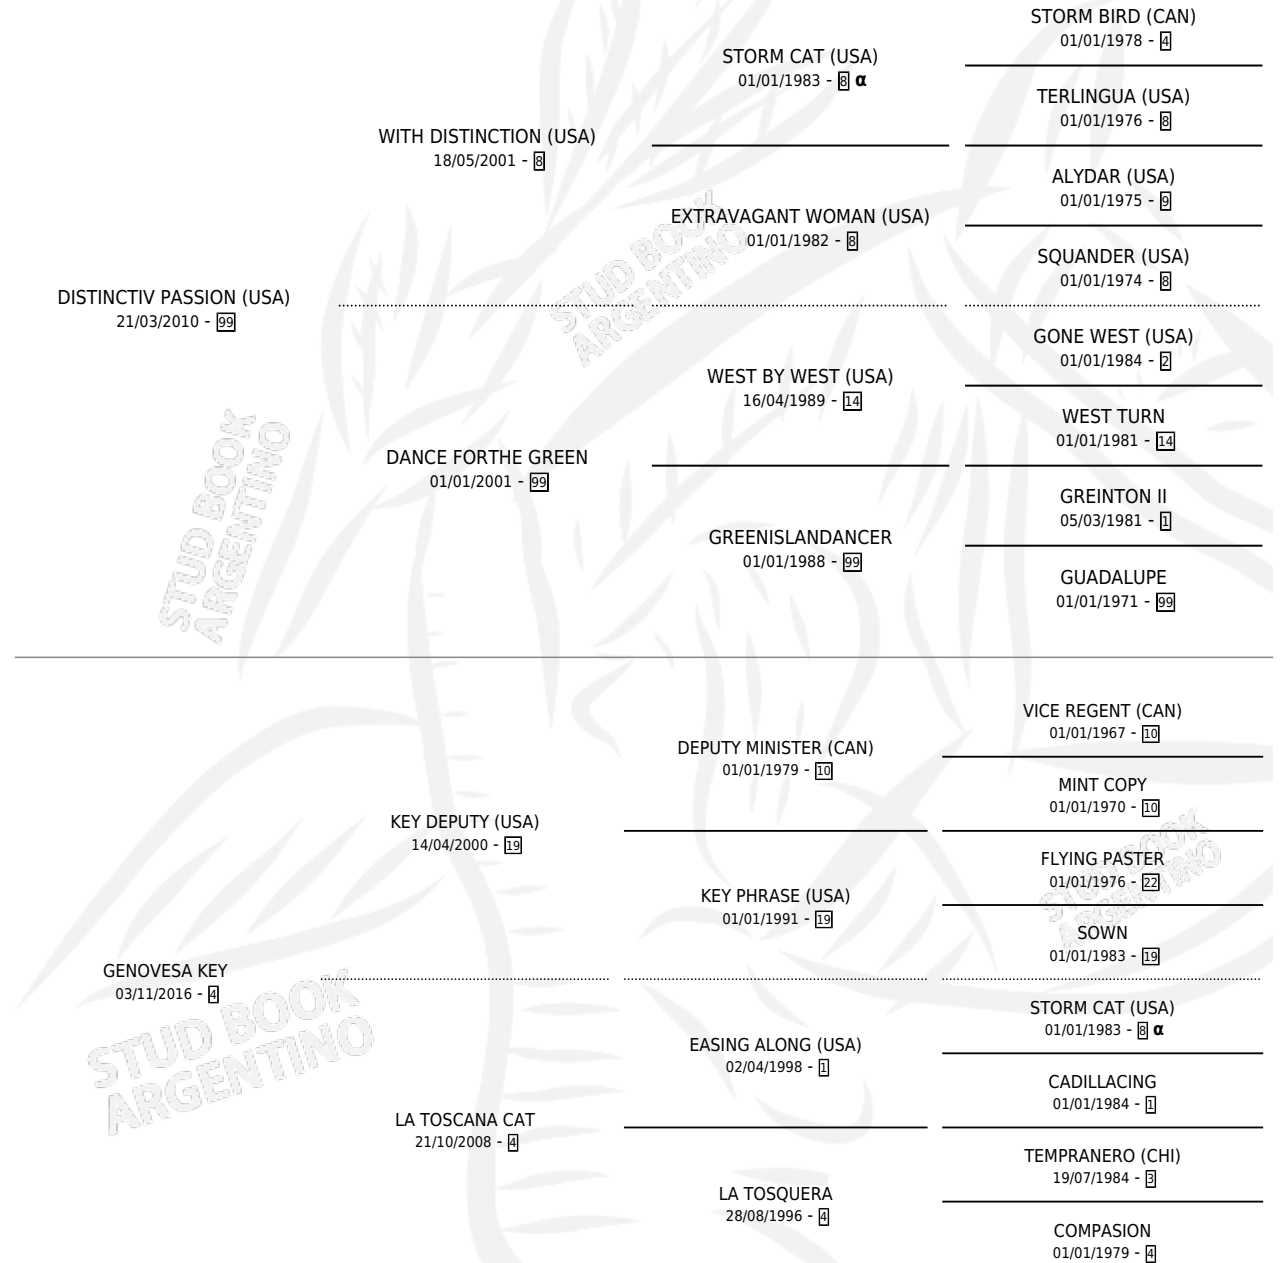 STORM BIRD (CAN)
01/01/1978 - 4
STORM CAT (USA)
01/01/1983 - 8 α
TERLINGUA (USA)
01/01/1976 - 8
WITH DISTINCTION (USA)
18/05/2001 - 8
ALYDAR (USA)
01/01/1975 - 9
EXTRAVAGANT WOMAN (USA)
01/01/1982 - 8
SQUANDER (USA)
01/01/1974 - 8
DISTINCTIV PASSION (USA)
21/03/2010 - 99
GONE WEST (USA)
01/01/1984 - 2
WEST BY WEST (USA)
16/04/1989 - 14
WEST TURN
01/01/1981 - 14
DANCE FORTHE GREEN
01/01/2001 - 99
GREINTON II
05/03/1981 - 1
GREENISLANDANCER
01/01/1988 - 99
GUADALUPE
01/01/1971 - 99
STUD BOOK
ARGENTINO
STUD BOOK
ARGENTINO
VICE REGENT (CAN)
01/01/1967 - 10
DEPUTY MINISTER (CAN)
01/01/1979 - 10
MINT COPY
01/01/1970 - 10
KEY DEPUTY (USA)
14/04/2000 - 19
FLYING PASTER
01/01/1976 - 22
KEY PHRASE (USA)
01/01/1991 - 19
SOWN
01/01/1983 - 19
GENOVESA KEY
03/11/2016 - 4
STORM CAT (USA)
01/01/1983 - 8 α
EASING ALONG (USA)
02/04/1998 - 1
CADILLACING
01/01/1984 - 1
LA TOSCANA CAT
21/10/2008 - 4
TEMPRANERO (CHI)
19/07/1984 - 3
LA TOSQUERA
28/08/1996 - 4
COMPASION
01/01/1979 - 4
STUD BOOK
ARGENTINO
STUD BOOK
ARGENTINO